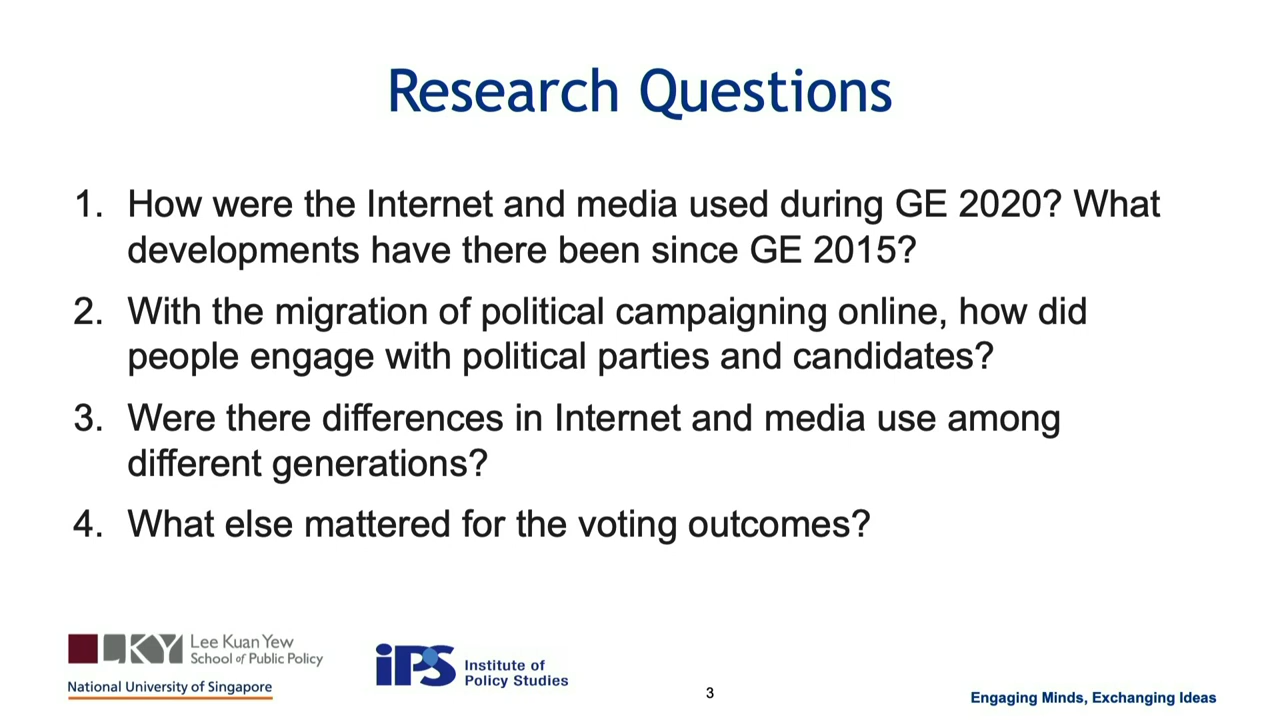 Research Questions
1. How were the Internet and media used during GE 2020? What
developments have there been since GE 2015?
2. With the migration of political campaigning online, how did
people engage with political parties and candidates?
3. Were there differences in Internet and media use among
different generations?
4. What else mattered for the voting outcomes?
LKY Lee Kuan Yew
School of Public Policy
National University of Singapore
iPS Institute of
Policy Studies
3
Engaging Minds, Exchanging Ideas